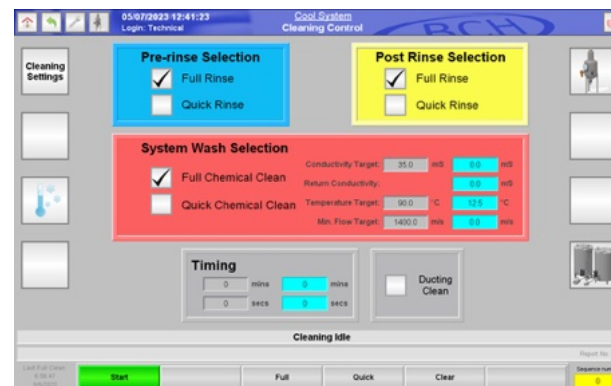 05/07/2023 12:41:23
Login: Technical
Cool System
Cleaning Control
BCH
Cleaning
Settings
Pre-rinse Selection
Full Rinse
Quick Rinse
Post Rinse Selection
Full Rinse
Quick Rinse
System Wash Selection
Full Chemical Clean
Quick Chemical Clean
Conductivity Target: 35.0 mS 0.0 mS
Return Conductivity: 0.0 mS
Temperature Target: 90.0 °C 12.5 °C
Min. Flow Target: 1400.0 m/s 0.0 m/s
Timing
0 mins 0 mins
0 secs 0 secs
Ducting
Clean
Cleaning Idle
Report No.
Last Full Clean
Start
Full
Quick
Clear
0